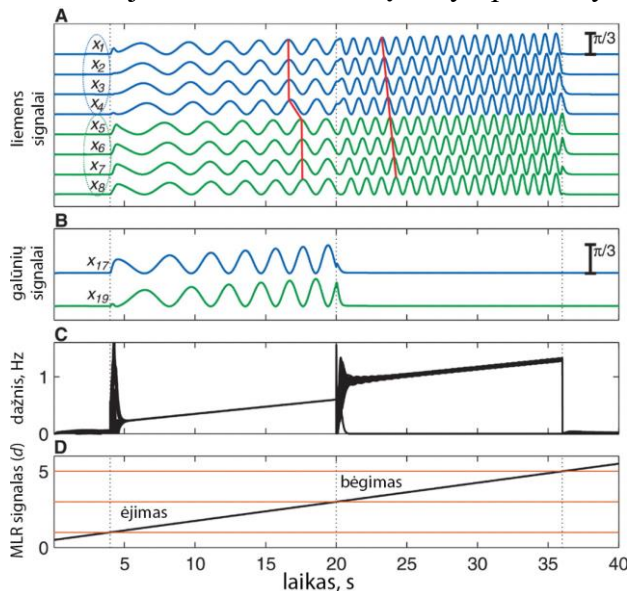 A
x1
x2
x3
x4
x5
x6
x7
x8
liemens
signalai
π/3
B
x17
x19
galūnių
signalai
π/3
C
1
0
dažnis, Hz
D
5
0
MLR signalas (d)
ėjimas
bėgimas
5 10 15 20 25 30 35 40
laikas, s